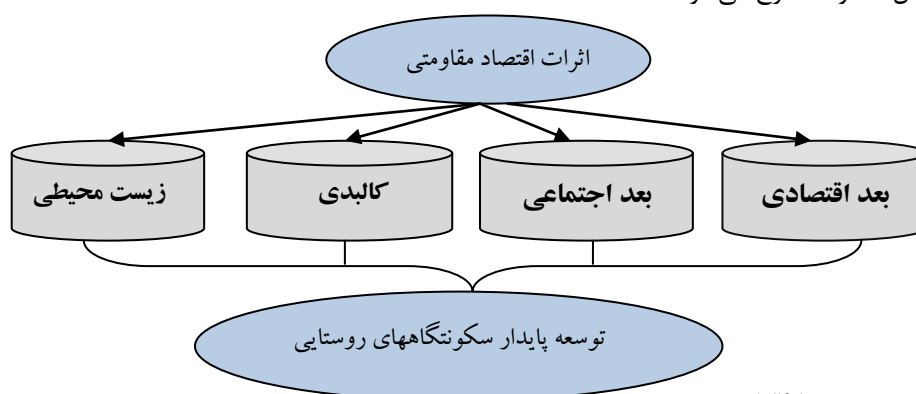 اثرات اقتصاد مقاومتی
بعد اقتصادی
بعد اجتماعی
کالبدی
زیست محیطی
توسعه پایدار سکونتگاههای روستایی